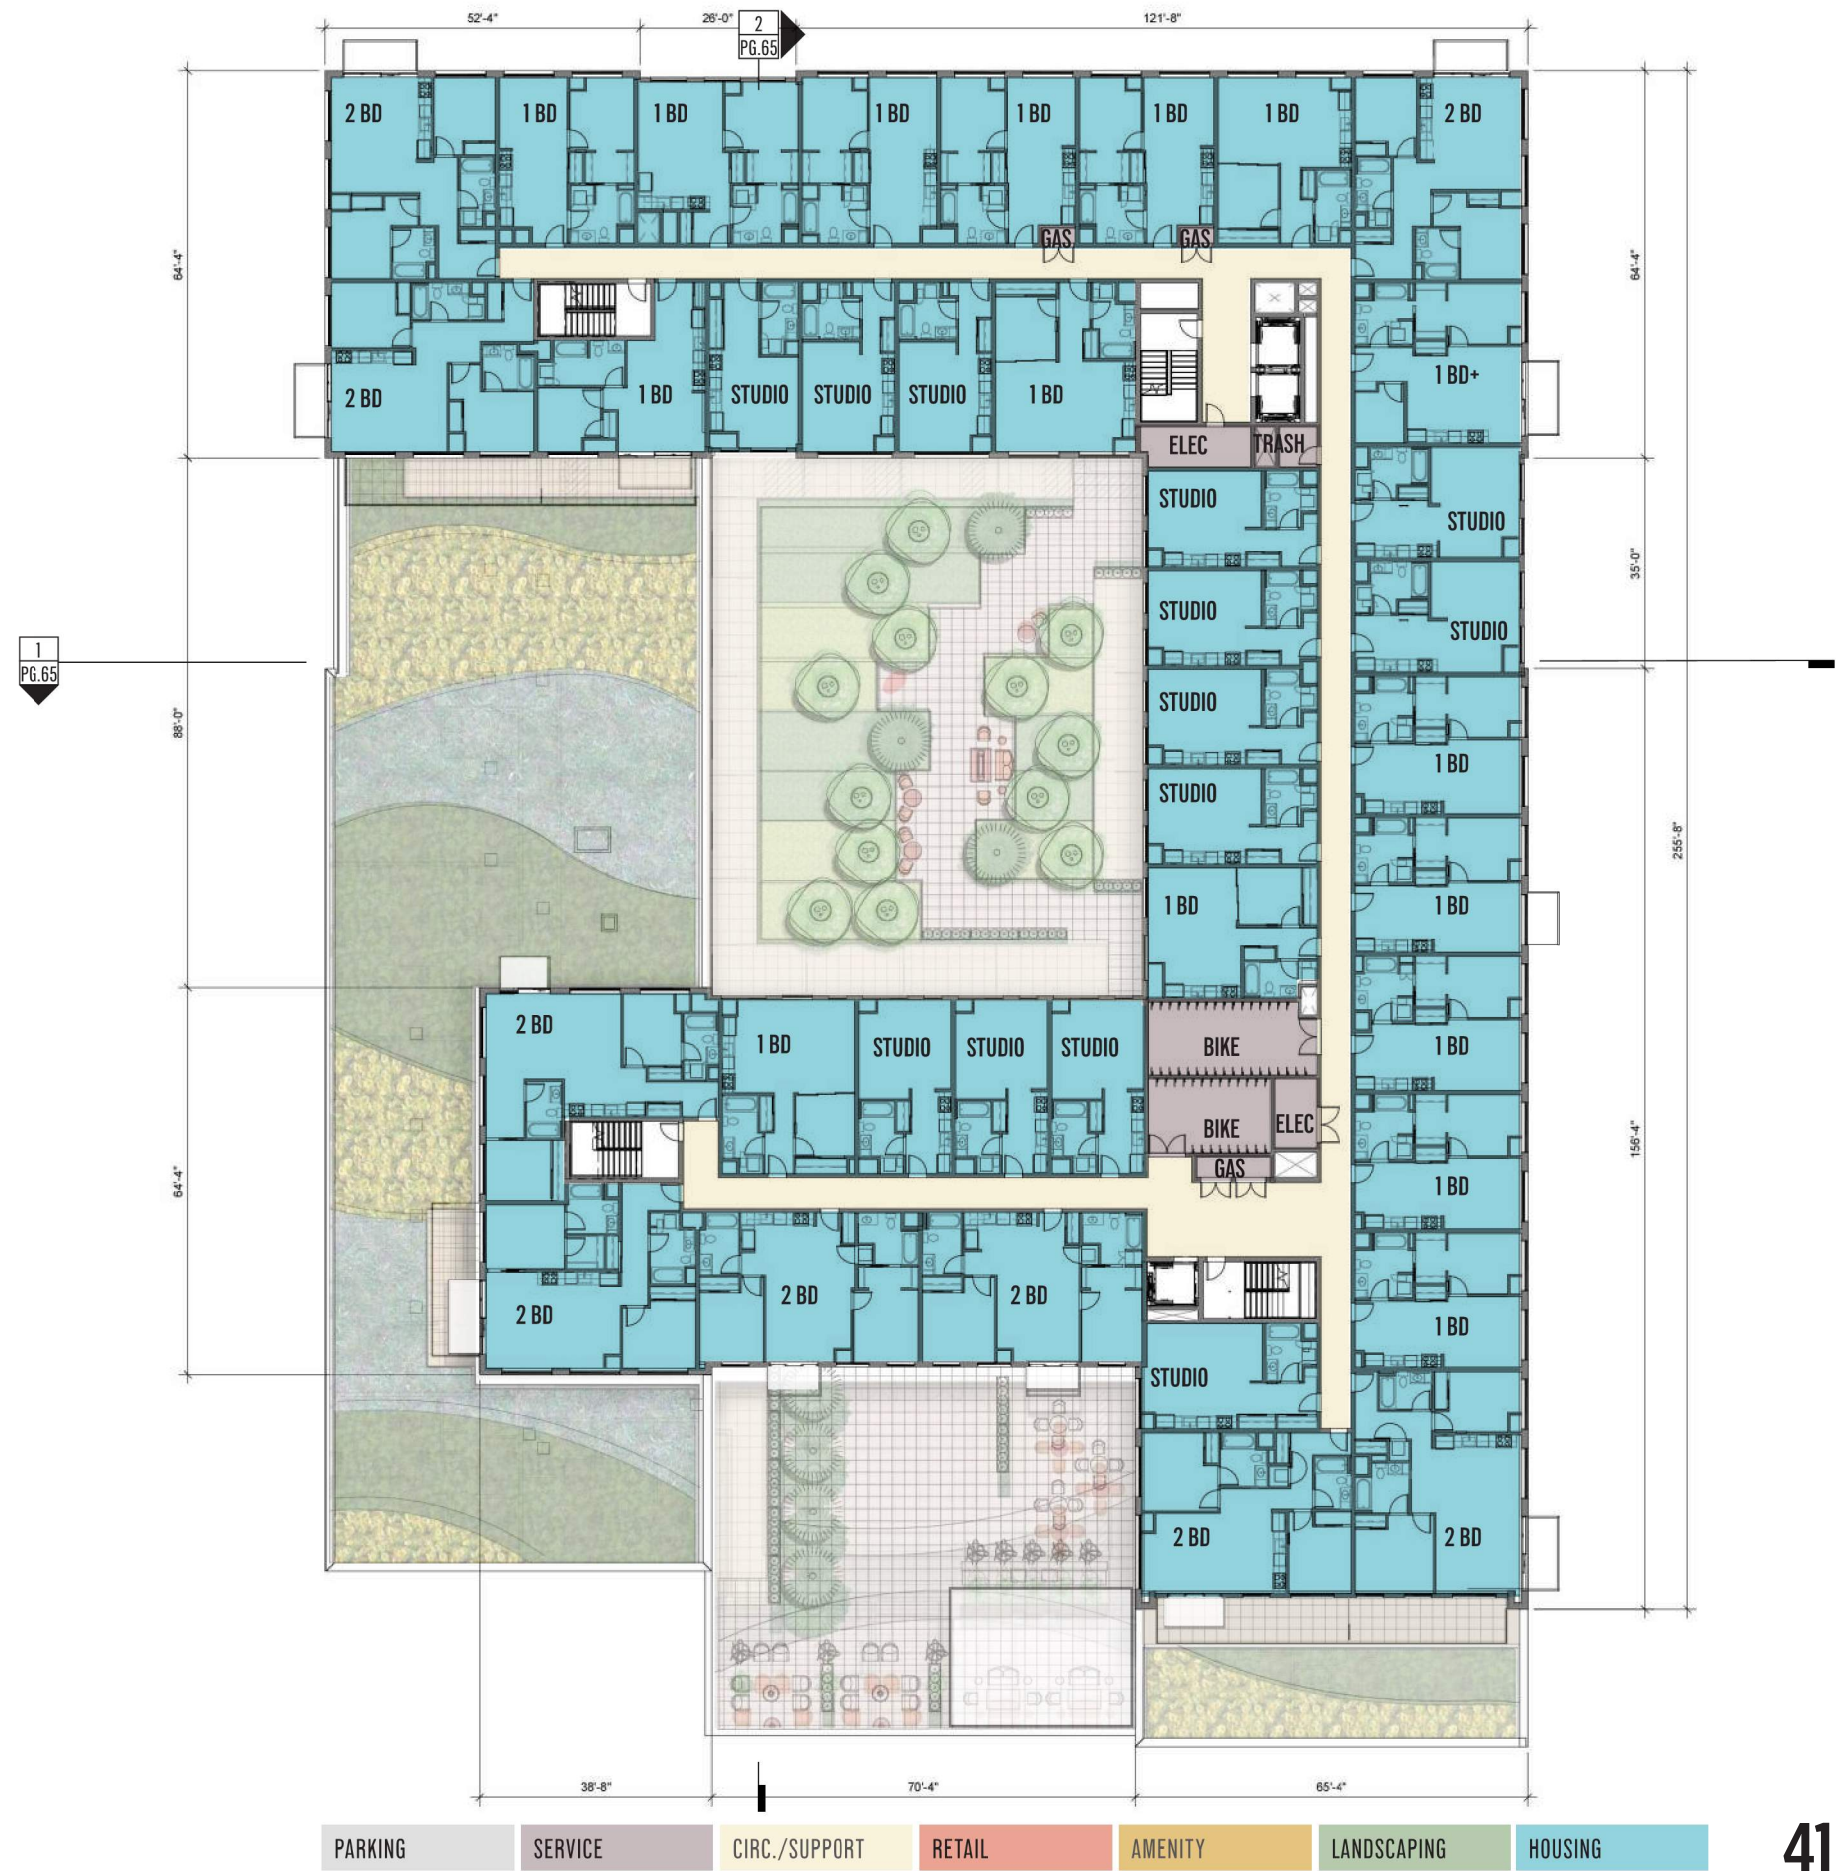 52'-4"
26'-0"
121'-8"
2
PG.65
2 BD
1 BD
1 BD
1 BD
1 BD
1 BD
1 BD
2 BD
GAS
GAS
64'-4"
64'-4"
2 BD
1 BD
STUDIO
STUDIO
STUDIO
1 BD
1 BD+
ELEC
TRASH
STUDIO
STUDIO
35'-0"
STUDIO
STUDIO
1
PG.65
STUDIO
88'-0"
1 BD
STUDIO
255'-8"
1 BD
1 BD
2 BD
1 BD
STUDIO
STUDIO
STUDIO
BIKE
1 BD
BIKE
ELEC
156'-4"
GAS
64'-4"
1 BD
2 BD
2 BD
2 BD
1 BD
STUDIO
2 BD
2 BD
38'-8"
70'-4"
65'-4"
PARKING
SERVICE
CIRC./SUPPORT
RETAIL
AMENITY
LANDSCAPING
HOUSING
41